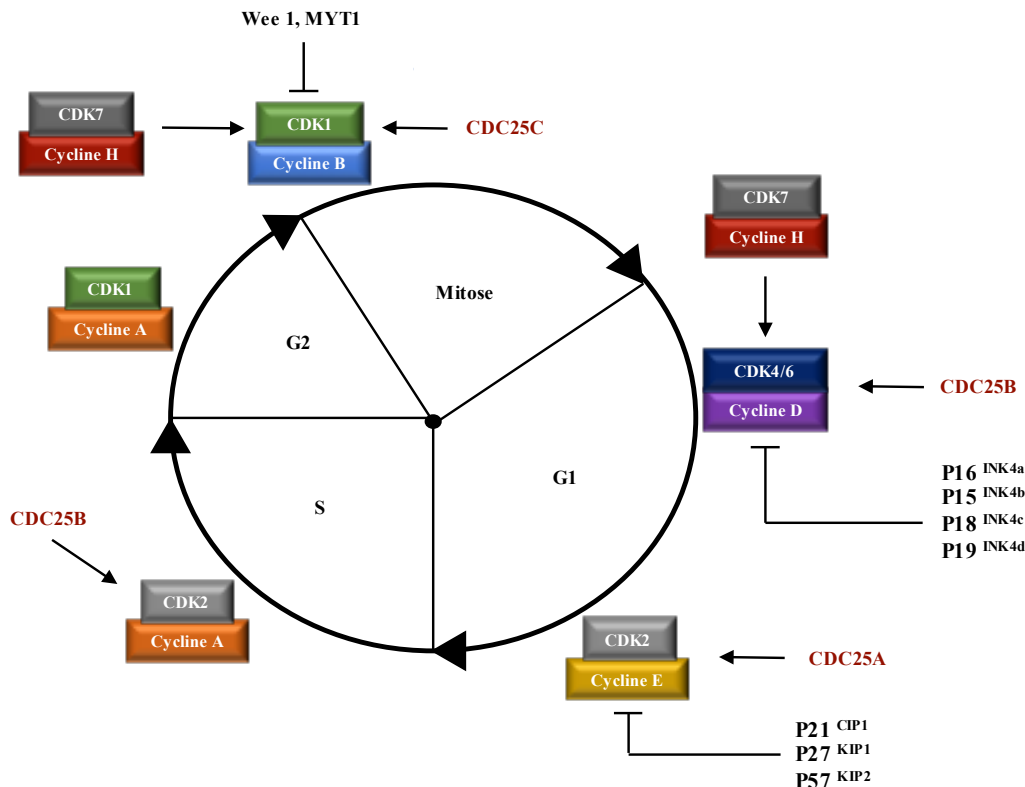 Wee 1, MYT1
CDK7
Cycline H
CDK1
Cycline B
CDC25C
CDK7
Cycline H
CDK1
Cycline A
Mitose
G2
CDK4/6
Cycline D
CDC25B
G1
P16 INK4a
P15 INK4b
P18 INK4c
P19 INK4d
S
CDC25B
CDK2
Cycline A
CDK2
Cycline E
CDC25A
P21 CIP1
P27 KIP1
P57 KIP2